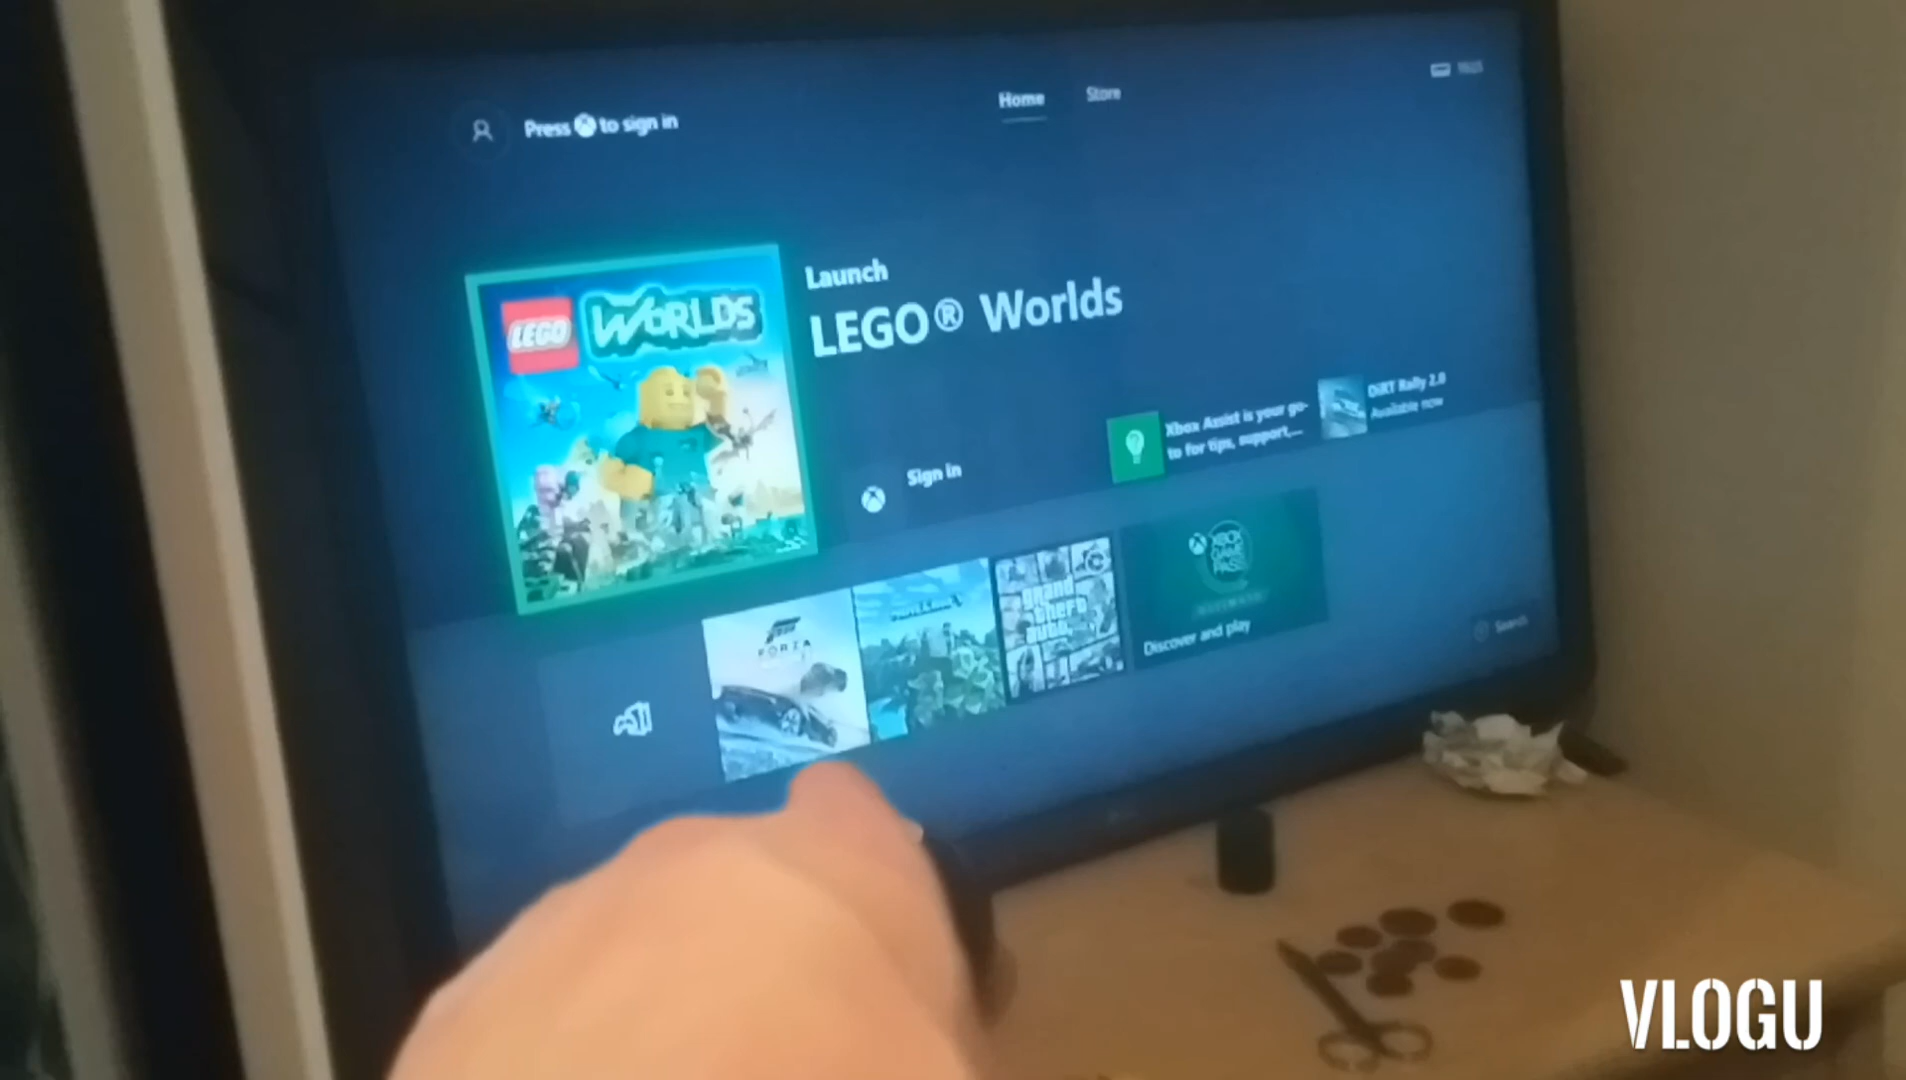 Home
Store
Press to sign in
Launch
LEGO® Worlds
LEGO WORLDS
Sign in
Xbox Assist is your go-
to for tips, support,...
DiRT Rally 2.0
Available now
FORZA
grand
theft
auto
XBOX
GAME
PASS
Discover and play
Search
VLOGU